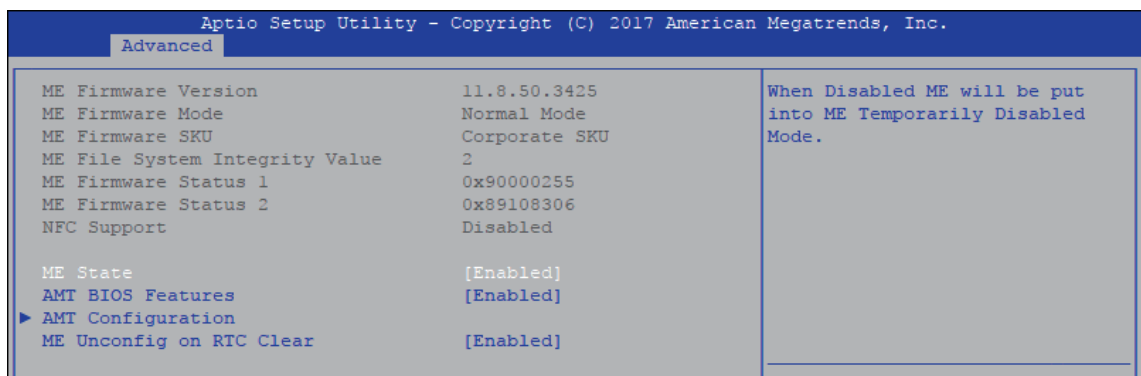 Aptio Setup Utility - Copyright (C) 2017 American Megatrends, Inc.
Advanced
ME Firmware Version 11.8.50.3425
ME Firmware Mode Normal Mode
ME Firmware SKU Corporate SKU
ME File System Integrity Value 2
ME Firmware Status 1 0x90000255
ME Firmware Status 2 0x89108306
NFC Support Disabled
ME State [Enabled]
AMT BIOS Features [Enabled]
► AMT Configuration
ME Unconfig on RTC Clear [Enabled]
When Disabled ME will be put
into ME Temporarily Disabled
Mode.